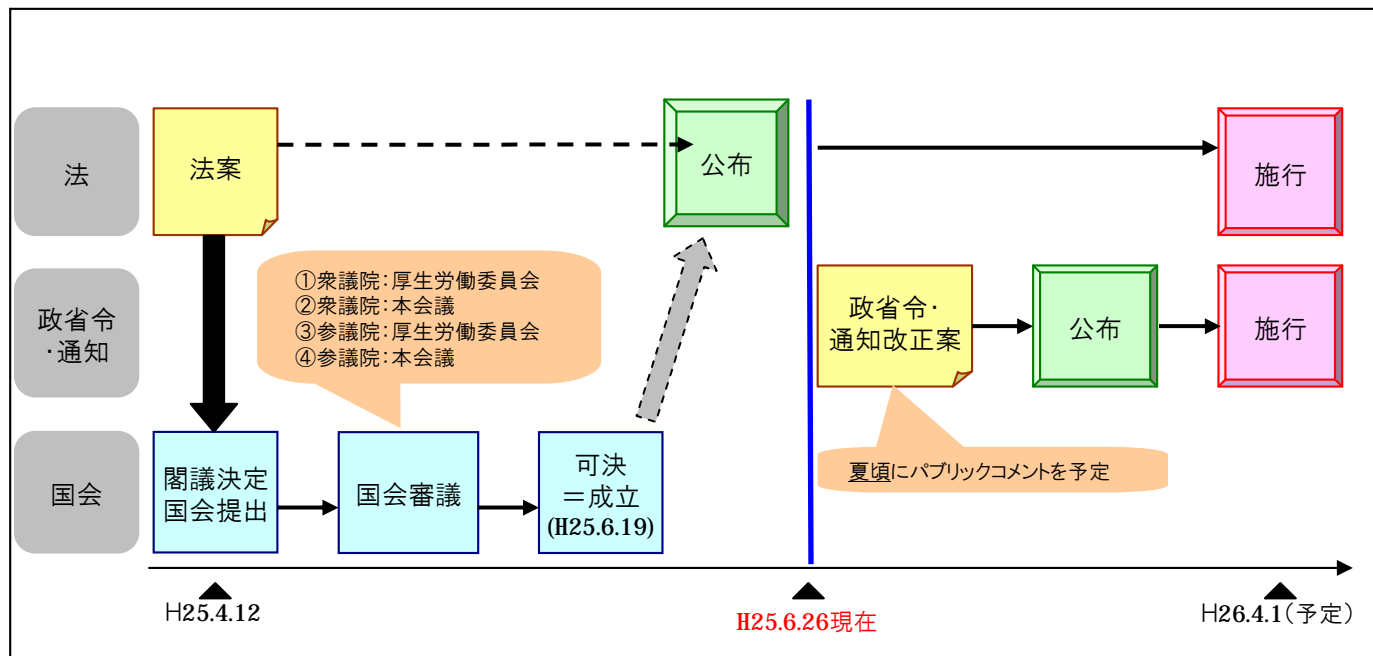 法
法案
公布
施行
①衆議院：厚生労働委員会
②衆議院：本会議
③参議院：厚生労働委員会
④参議院：本会議
政省令
・通知
政省令・
通知改正案
公布
施行
国会
閣議決定
国会提出
国会審議
可決
＝成立
(H25.6.19)
夏頃にパブリックコメントを予定
H25.4.12
H25.6.26現在
H26.4.1（予定）